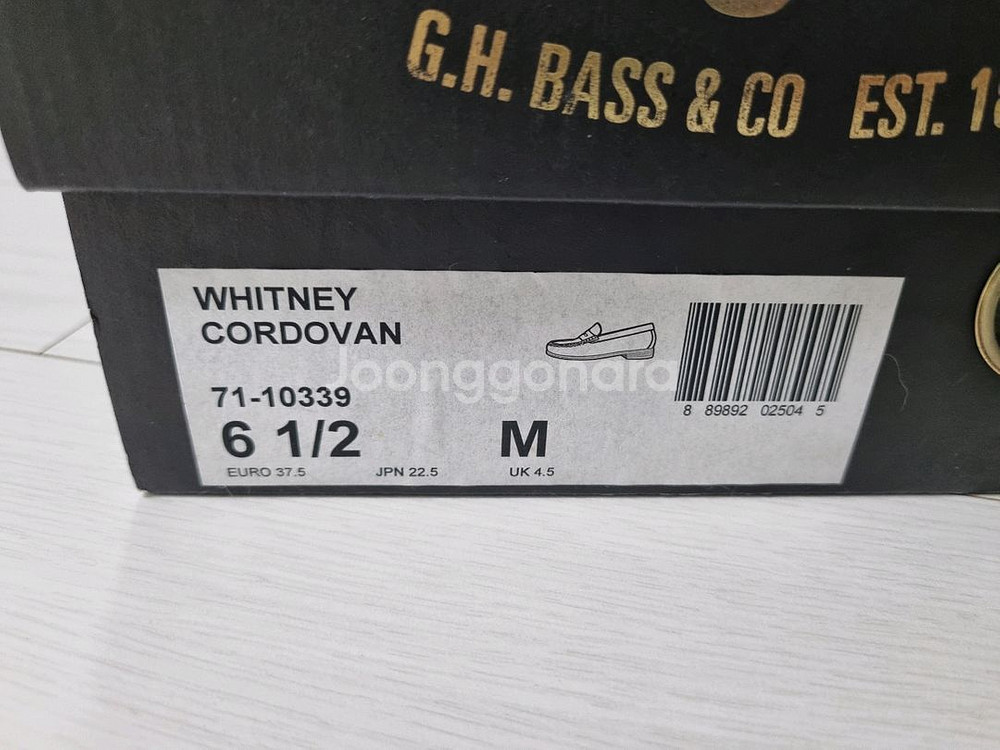 G.H. BASS & CO EST. 1
WHITNEY
CORDOVAN
Joonggonara
71-10339
6 1/2 M
EURO 37.5 JPN 22.5 UK 4.5
8 89892 02504 5